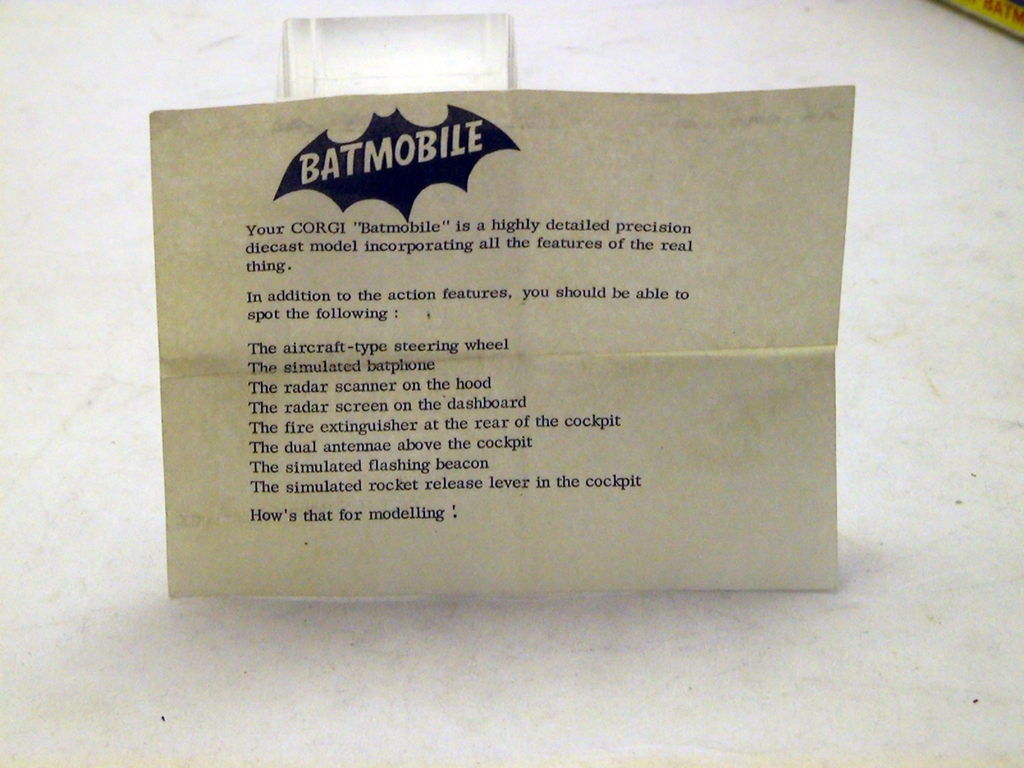 BATM
BATMOBILE
Your CORGI "Batmobile" is a highly detailed precision
diecast model incorporating all the features of the real
thing.
In addition to the action features, you should be able to
spot the following :
The aircraft-type steering wheel
The simulated batphone
The radar scanner on the hood
The radar screen on the dashboard
The fire extinguisher at the rear of the cockpit
The dual antennae above the cockpit
The simulated flashing beacon
The simulated rocket release lever in the cockpit
How's that for modelling !